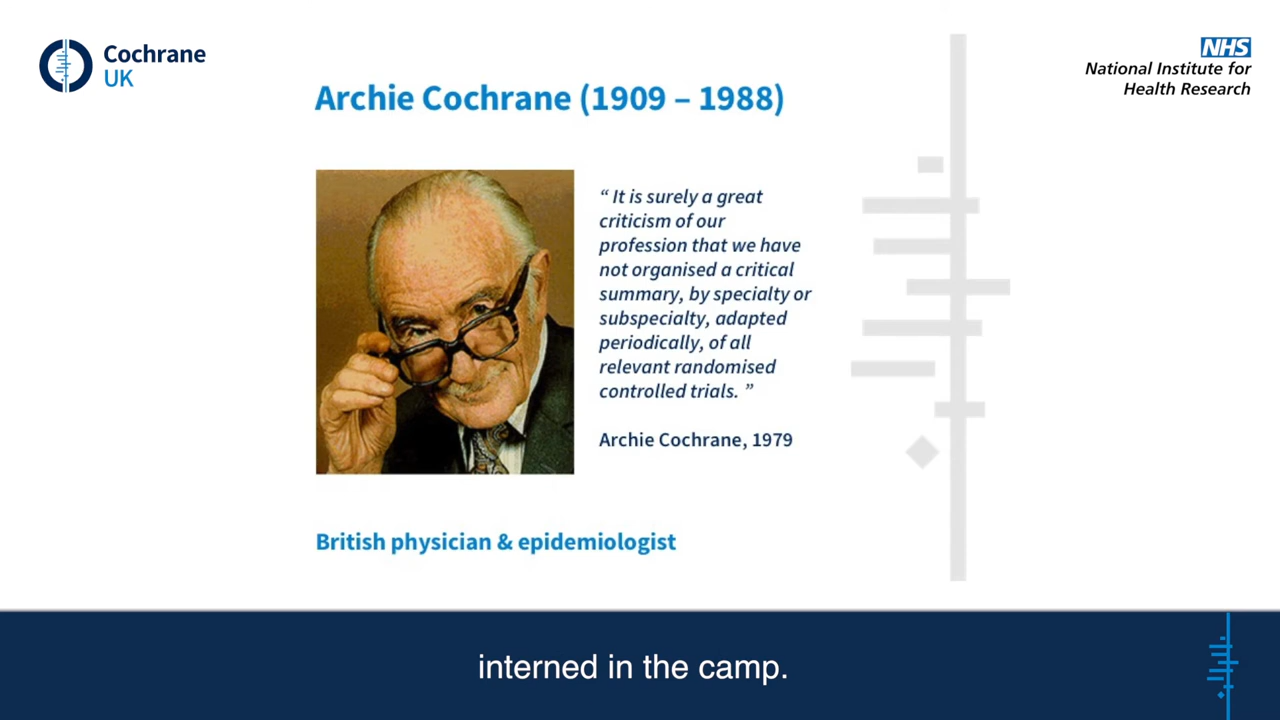 Cochrane
UK
NHS
National Institute for
Health Research
Archie Cochrane (1909 – 1988)
“ It is surely a great
criticism of our
profession that we have
not organised a critical
summary, by specialty or
subspecialty, adapted
periodically, of all
relevant randomised
controlled trials. ”
Archie Cochrane, 1979
British physician & epidemiologist
interned in the camp.